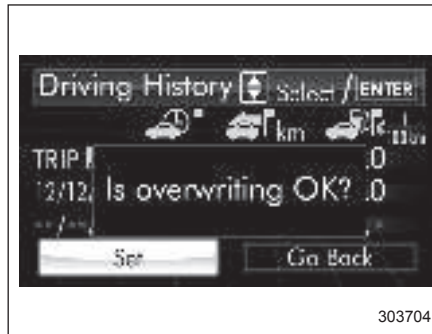 Driving History Select /ENTER
km
TRIP .0
12/12, Is overwriting OK? .0
Set Go Back
303704